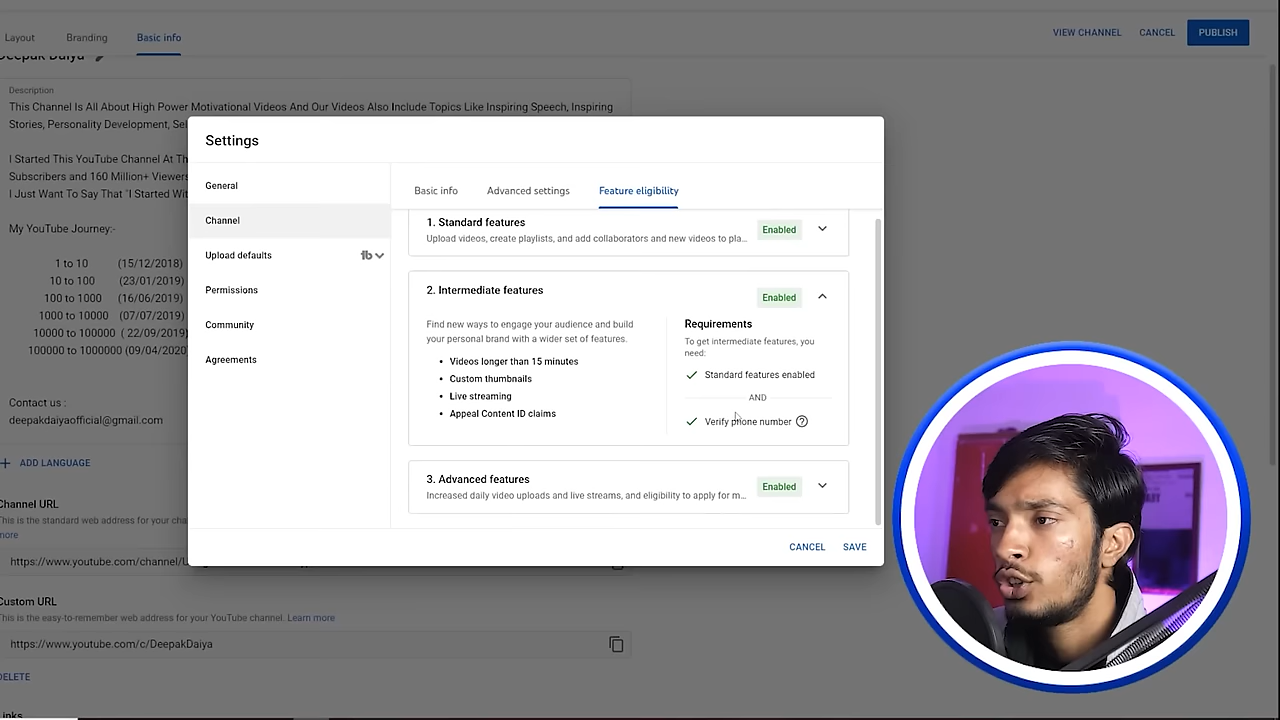 Layout
Branding
Basic info
VIEW CHANNEL
CANCEL
PUBLISH
Deepak Daiya
Description
This Channel Is All About High Power Motivational Videos And Our Videos Also Include Topics Like Inspiring Speech, Inspiring
Stories, Personality Development,
I Started This YouTube Channel At
Subscribers and 160 Million+ Viewers
I Just Want To Say That "I Started
My YouTube Journey:-
1 to 10 (15/12/2018)
10 to 100 (23/01/2019)
100 to 1000 (16/06/2019)
1000 to 10000 (07/07/2019)
10000 to 100000 ( 22/09/2019)
100000 to 1000000 (09/04/2020
Contact us :
deepakdaiyaofficial@gmail.com
+ ADD LANGUAGE
Channel URL
This is the standard web address for your
more
https://www.youtube.com/channel/
Custom URL
This is the easy-to-remember web address for your YouTube channel. Learn more
https://www.youtube.com/c/DeepakDaiya
DELETE
Links
Settings
General
Channel
Upload defaults
Permissions
Community
Agreements
Basic info
Advanced settings
Feature eligibility
1. Standard features
Enabled
Upload videos, create playlists, and add collaborators and new videos to pla...
2. Intermediate features
Enabled
Find new ways to engage your audience and build
your personal brand with a wider set of features.
• Videos longer than 15 minutes
• Custom thumbnails
• Live streaming
• Appeal Content ID claims
Requirements
To get intermediate features, you
need:
Standard features enabled
AND
Verify phone number
3. Advanced features
Enabled
Increased daily video uploads and live streams, and eligibility to apply for m...
CANCEL
SAVE